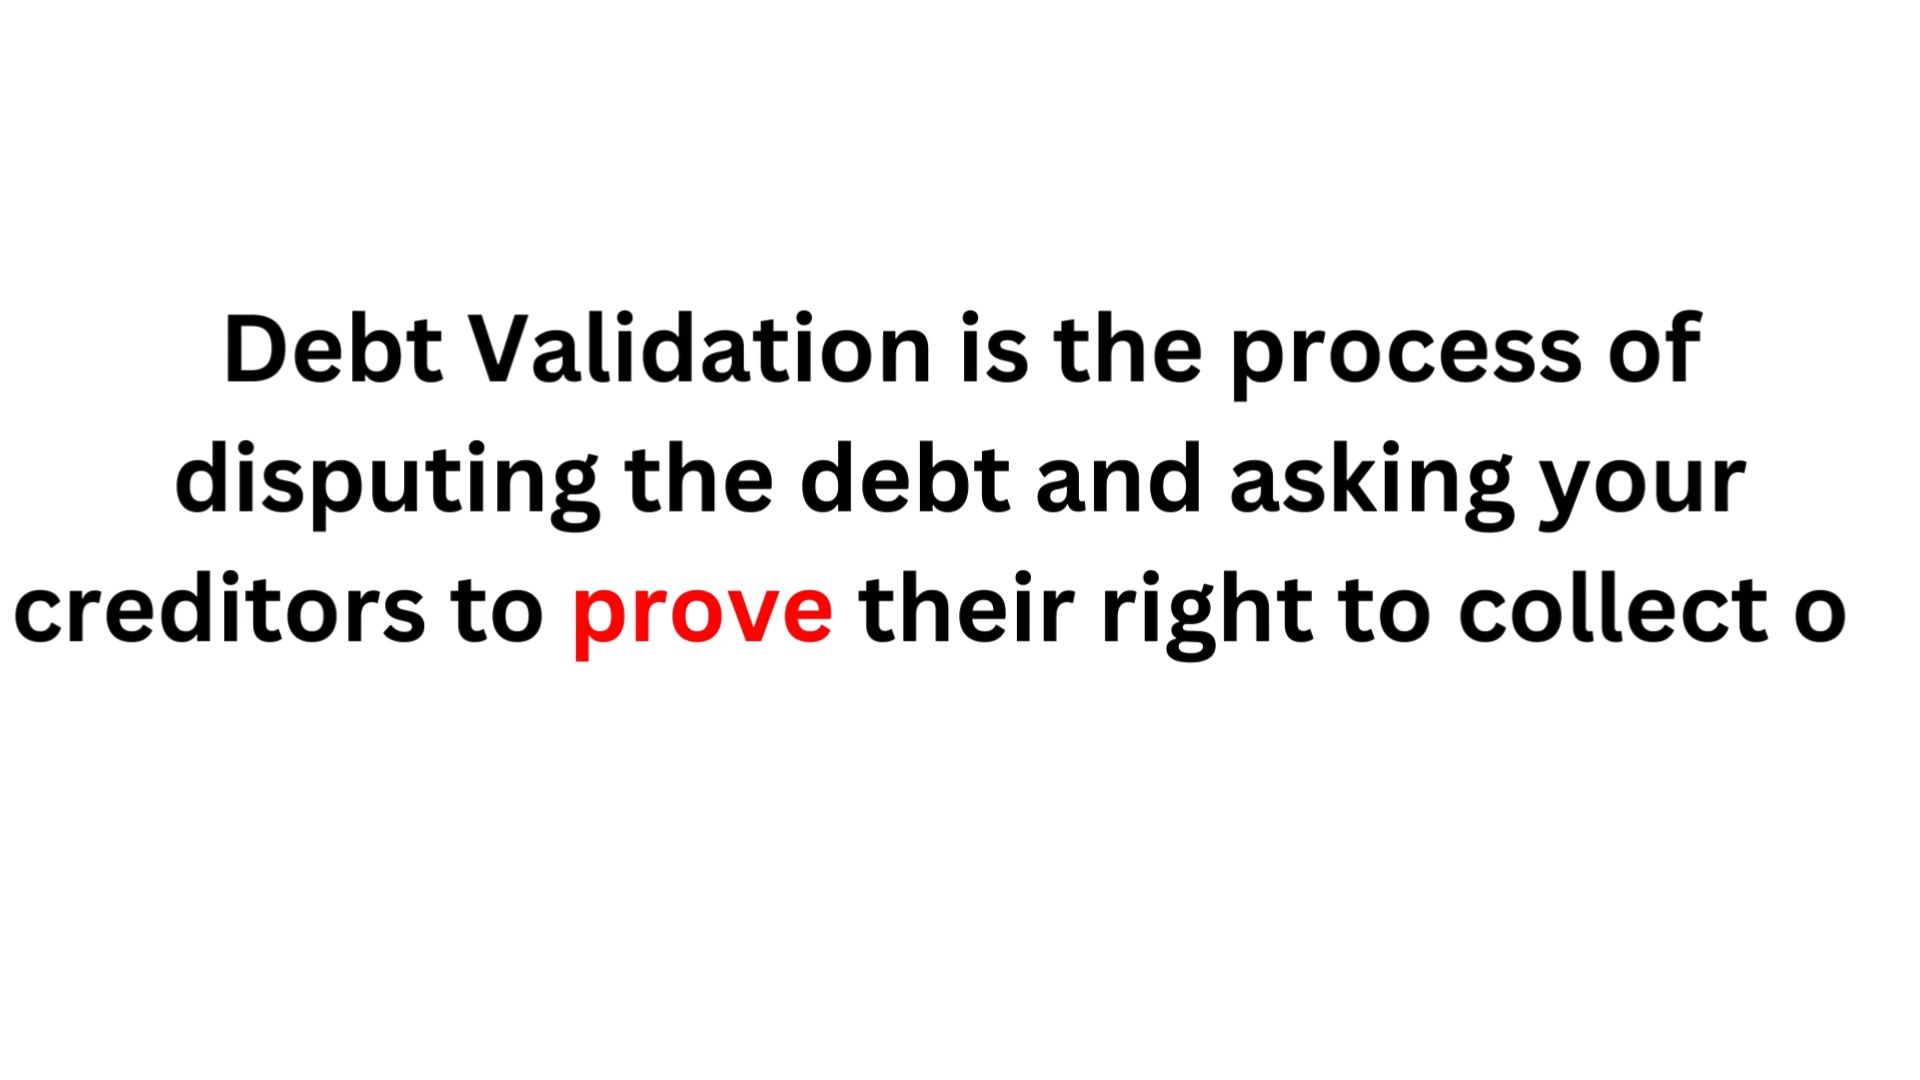 Debt Validation is the process of
disputing the debt and asking your
creditors to prove their right to collect o